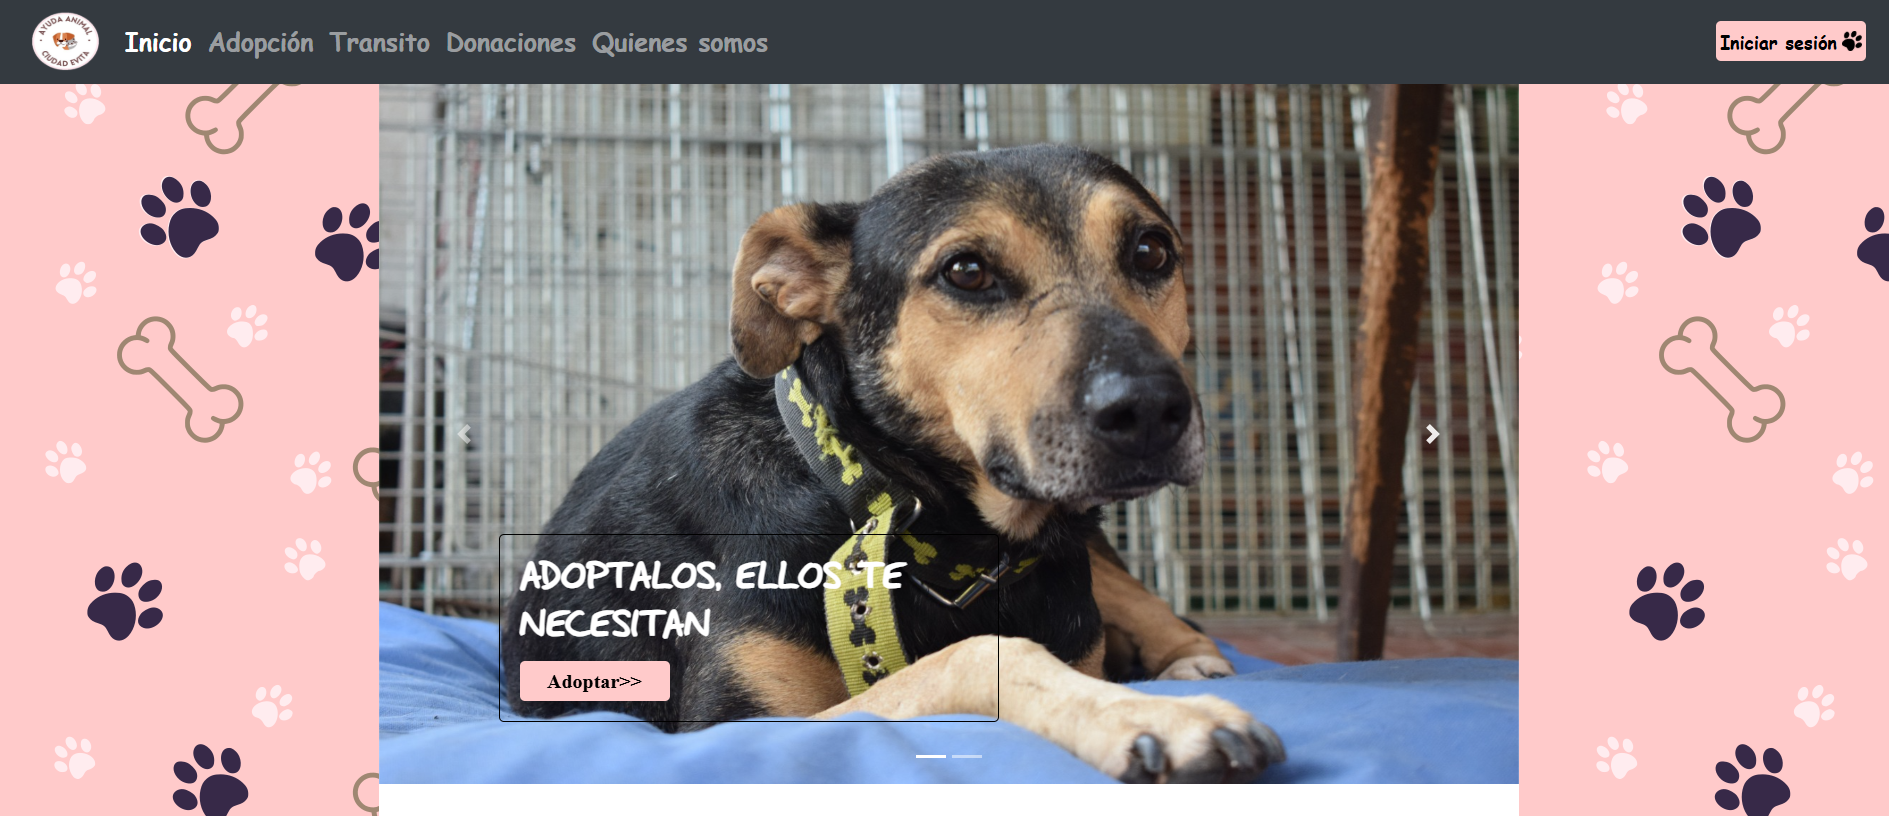 AYUDA ANIMAL
CIUDAD EVITA
Inicio Adopción Transito Donaciones Quienes somos
Iniciar sesión
ADOPTALOS, ELLOS TE
NECESITAN
Adoptar>>